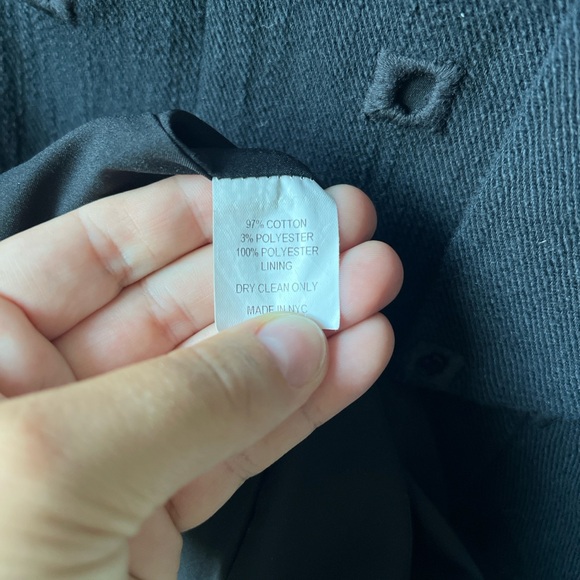 97% COTTON
3% POLYESTER
100% POLYESTER
LINING
DRY CLEAN ONLY
MADE IN NYC